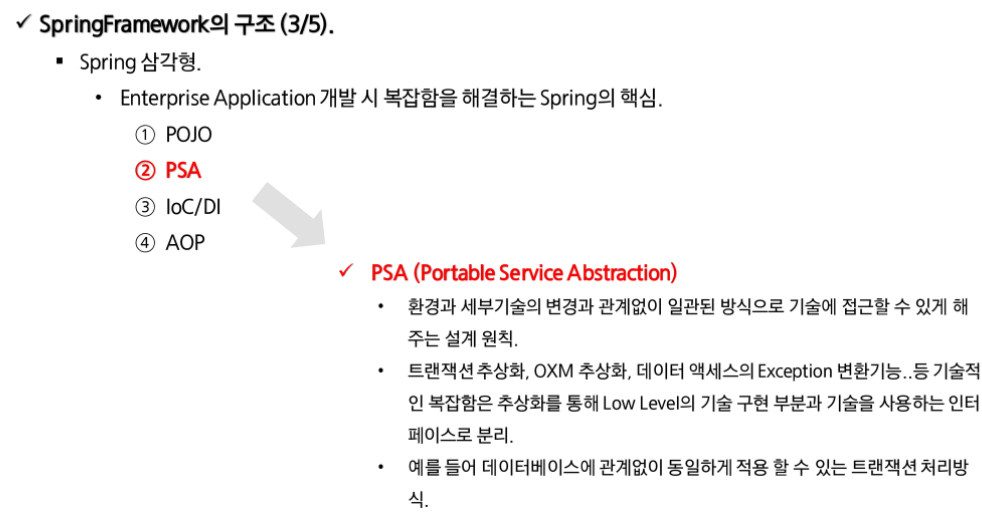 ✓ SpringFramework의 구조 (3/5).
▪ Spring 삼각형.
• Enterprise Application 개발 시 복잡함을 해결하는 Spring의 핵심.
① POJO
② PSA
③ IoC/DI
④ AOP
✓ PSA (Portable Service Abstraction)
• 환경과 세부기술의 변경과 관계없이 일관된 방식으로 기술에 접근할 수 있게 해
주는 설계 원칙.
• 트랜잭션 추상화, OXM 추상화, 데이터 액세스의 Exception 변환기능..등 기술적
인 복잡함은 추상화를 통해 Low Level의 기술 구현 부분과 기술을 사용하는 인터
페이스로 분리.
• 예를 들어 데이터베이스에 관계없이 동일하게 적용 할 수 있는 트랜잭션 처리방
식.